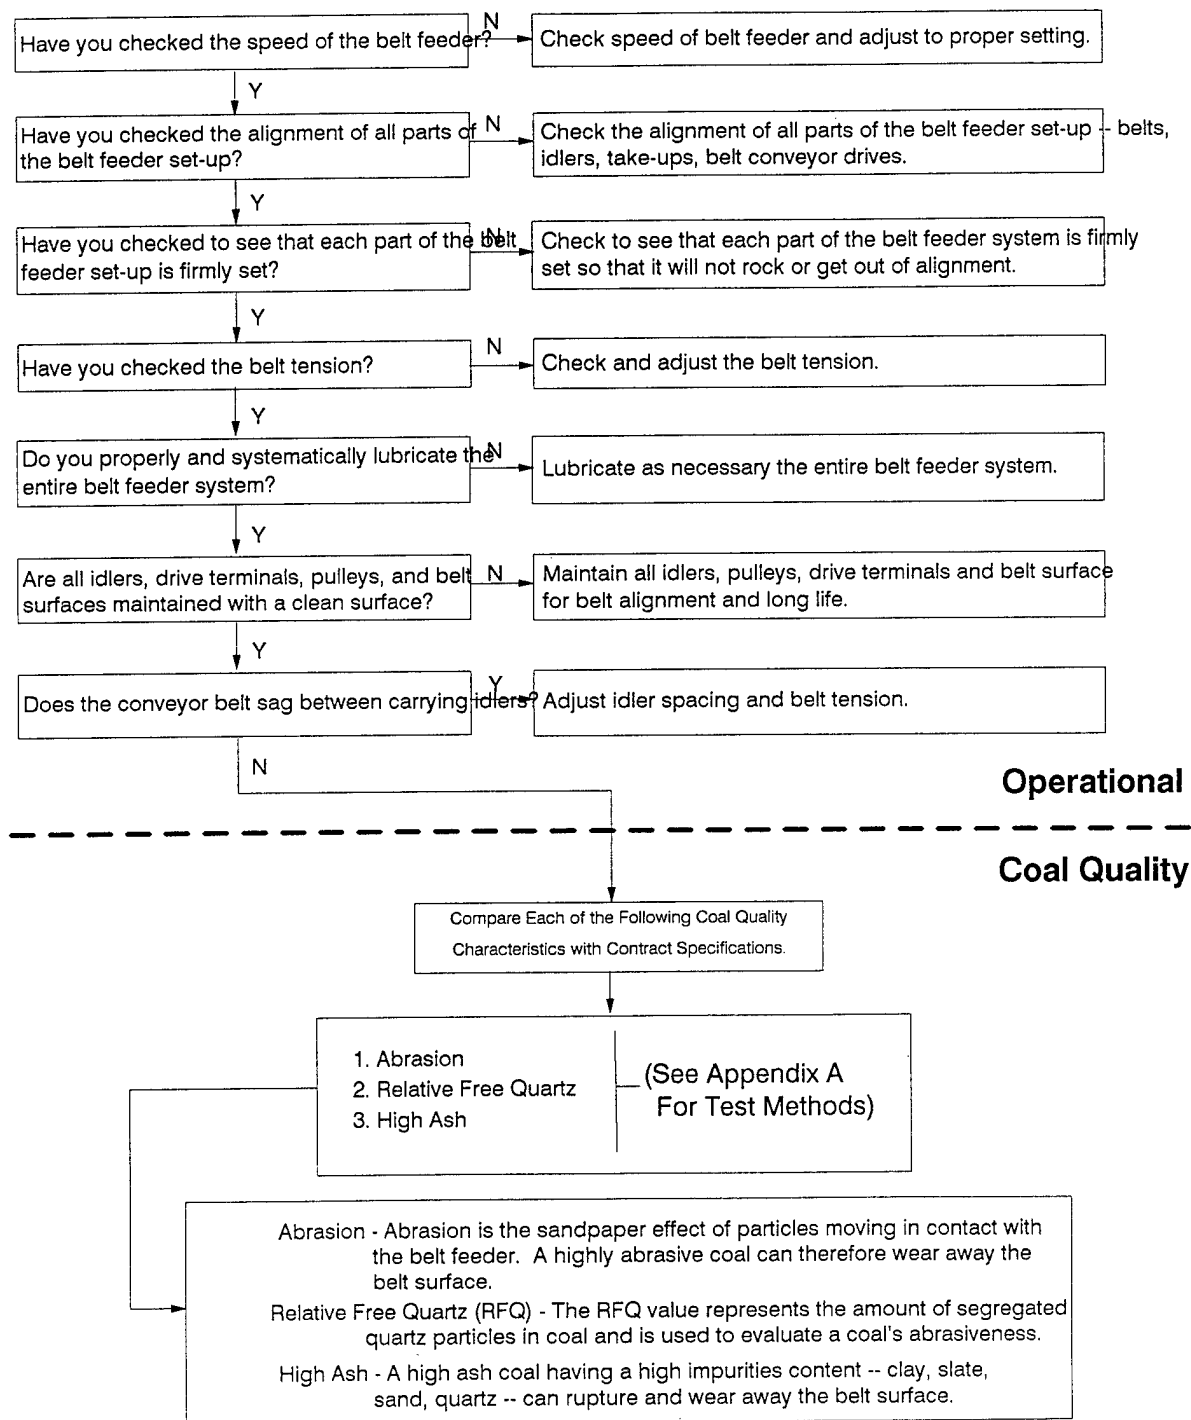 Have you checked the speed of the belt feeder?
N
Check speed of belt feeder and adjust to proper setting.
Y
Have you checked the alignment of all parts of
the belt feeder set-up?
N
Check the alignment of all parts of the belt feeder set-up -- belts,
idlers, take-ups, belt conveyor drives.
Y
Have you checked to see that each part of the belt
feeder set-up is firmly set?
N
Check to see that each part of the belt feeder system is firmly
set so that it will not rock or get out of alignment.
Y
Have you checked the belt tension?
N
Check and adjust the belt tension.
Y
Do you properly and systematically lubricate the
entire belt feeder system?
N
Lubricate as necessary the entire belt feeder system.
Y
Are all idlers, drive terminals, pulleys, and belt
surfaces maintained with a clean surface?
N
Maintain all idlers, pulleys, drive terminals and belt surface
for belt alignment and long life.
Y
Does the conveyor belt sag between carrying idlers?
Y
Adjust idler spacing and belt tension.
N
Operational
Coal Quality
Compare Each of the Following Coal Quality
Characteristics with Contract Specifications.
1. Abrasion
2. Relative Free Quartz
3. High Ash
(See Appendix A
For Test Methods)
Abrasion - Abrasion is the sandpaper effect of particles moving in contact with
the belt feeder. A highly abrasive coal can therefore wear away the
belt surface.
Relative Free Quartz (RFQ) - The RFQ value represents the amount of segregated
quartz particles in coal and is used to evaluate a coal's abrasiveness.
High Ash - A high ash coal having a high impurities content -- clay, slate,
sand, quartz -- can rupture and wear away the belt surface.